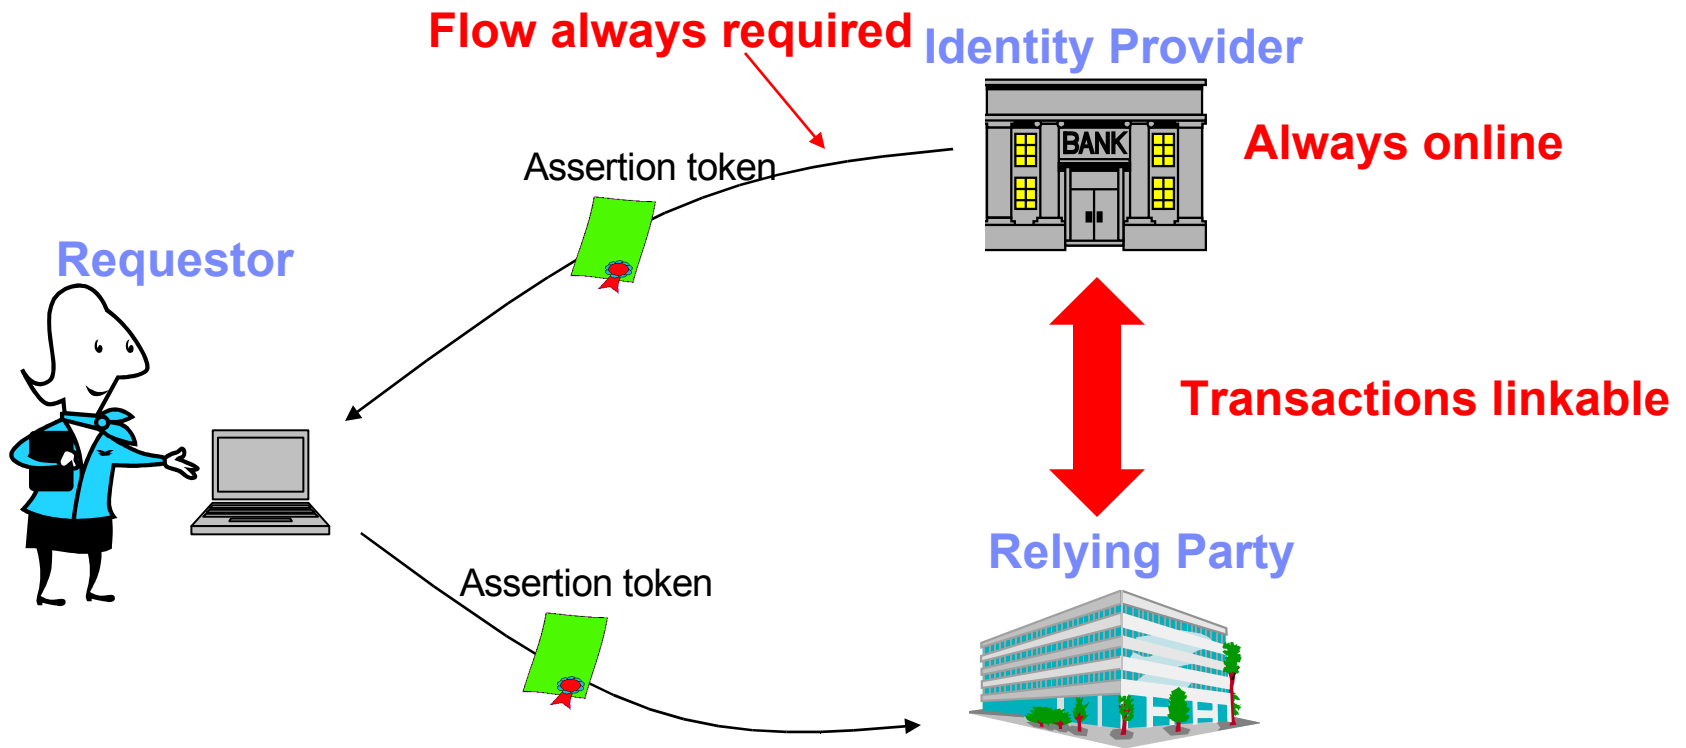 Flow always required
Identity Provider
BANK
Always online
Assertion token
Requestor
Transactions linkable
Relying Party
Assertion token